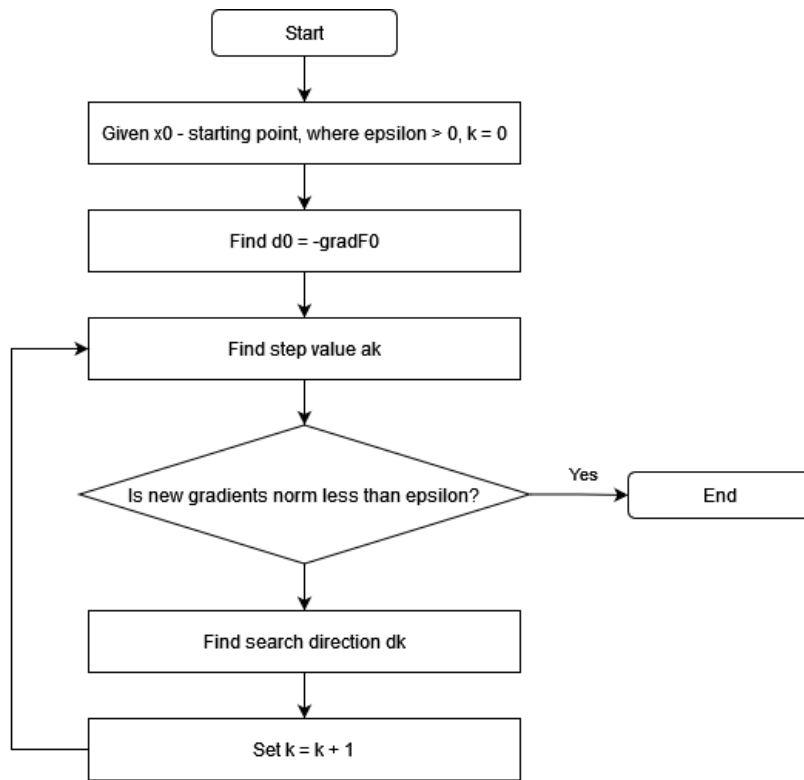 Start
Given x0 - starting point, where epsilon > 0, k = 0
Find d0 = -gradF0
Find step value ak
Is new gradients norm less than epsilon?
Yes
End
Find search direction dk
Set k = k + 1